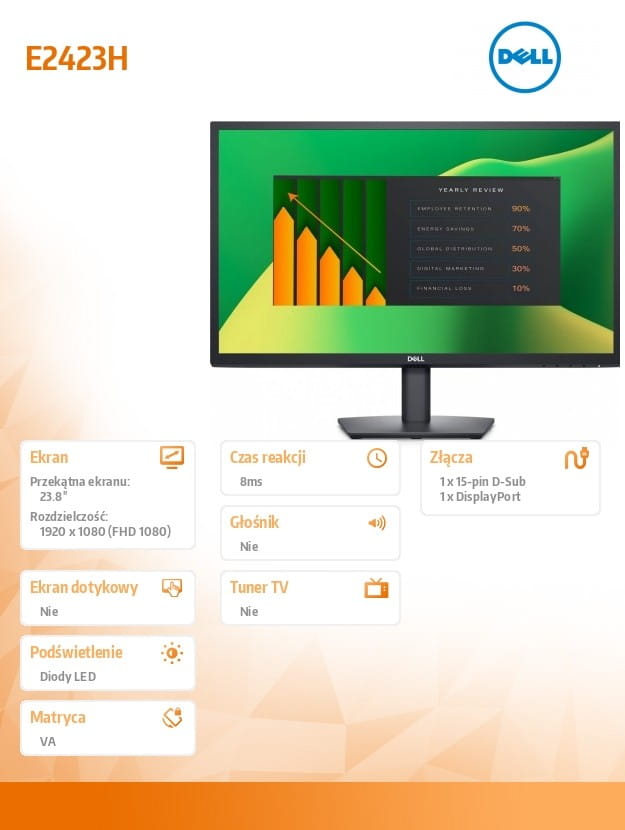 E2423H
DELL
YEARLY REVIEW
EMPLOYEE RETENTION 90%
ENERGY SAVINGS 70%
GLOBAL DISTRIBUTION 50%
DIGITAL MARKETING 30%
FINANCIAL LOSS 10%
DELL
Ekran
Przekątna ekranu:
23.8"
Rozdzielczość:
1920 x 1080 (FHD 1080)
Czas reakcji
8ms
Złącza
1 x 15-pin D-Sub
1 x DisplayPort
Głośnik
Nie
Ekran dotykowy
Nie
Tuner TV
Nie
Podświetlenie
Diody LED
Matryca
VA